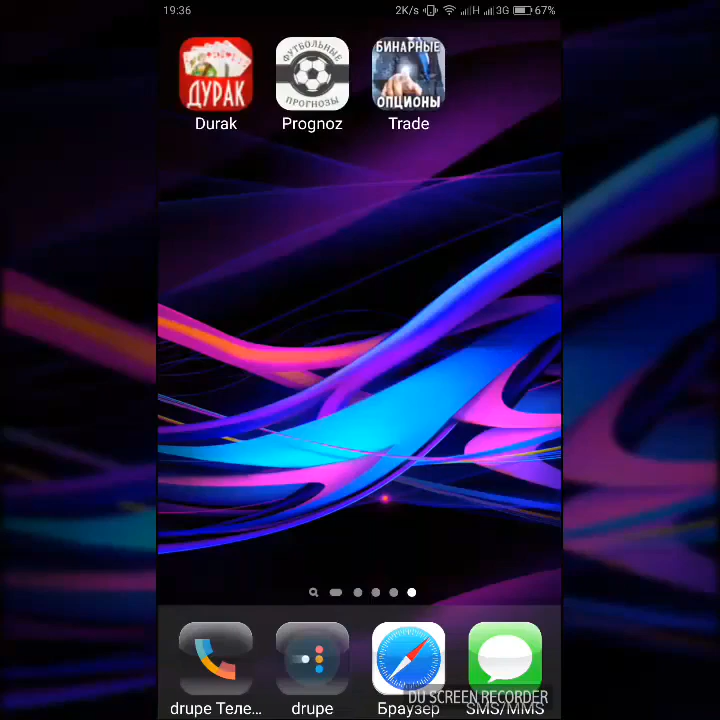 19:36
2K/s H 3G 67%
ДУРАК
ФУТБОЛЬНЫЕ
ПРОГНОЗЫ
БИНАРНЫЕ
ОПЦИОНЫ
Durak
Prognoz
Trade
DU SCREEN RECORDER
drupe Теле...
drupe
Браузер
SMS/MMS